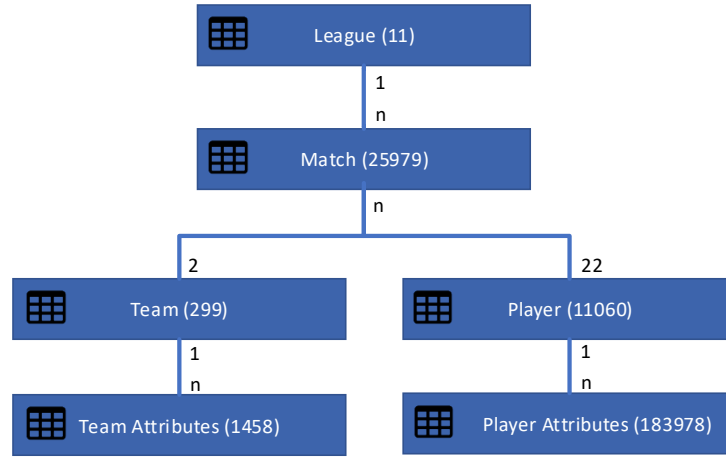 League (11)
1
n
Match (25979)
n
2
22
Team (299)
Player (11060)
1
1
n
n
Team Attributes (1458)
Player Attributes (183978)